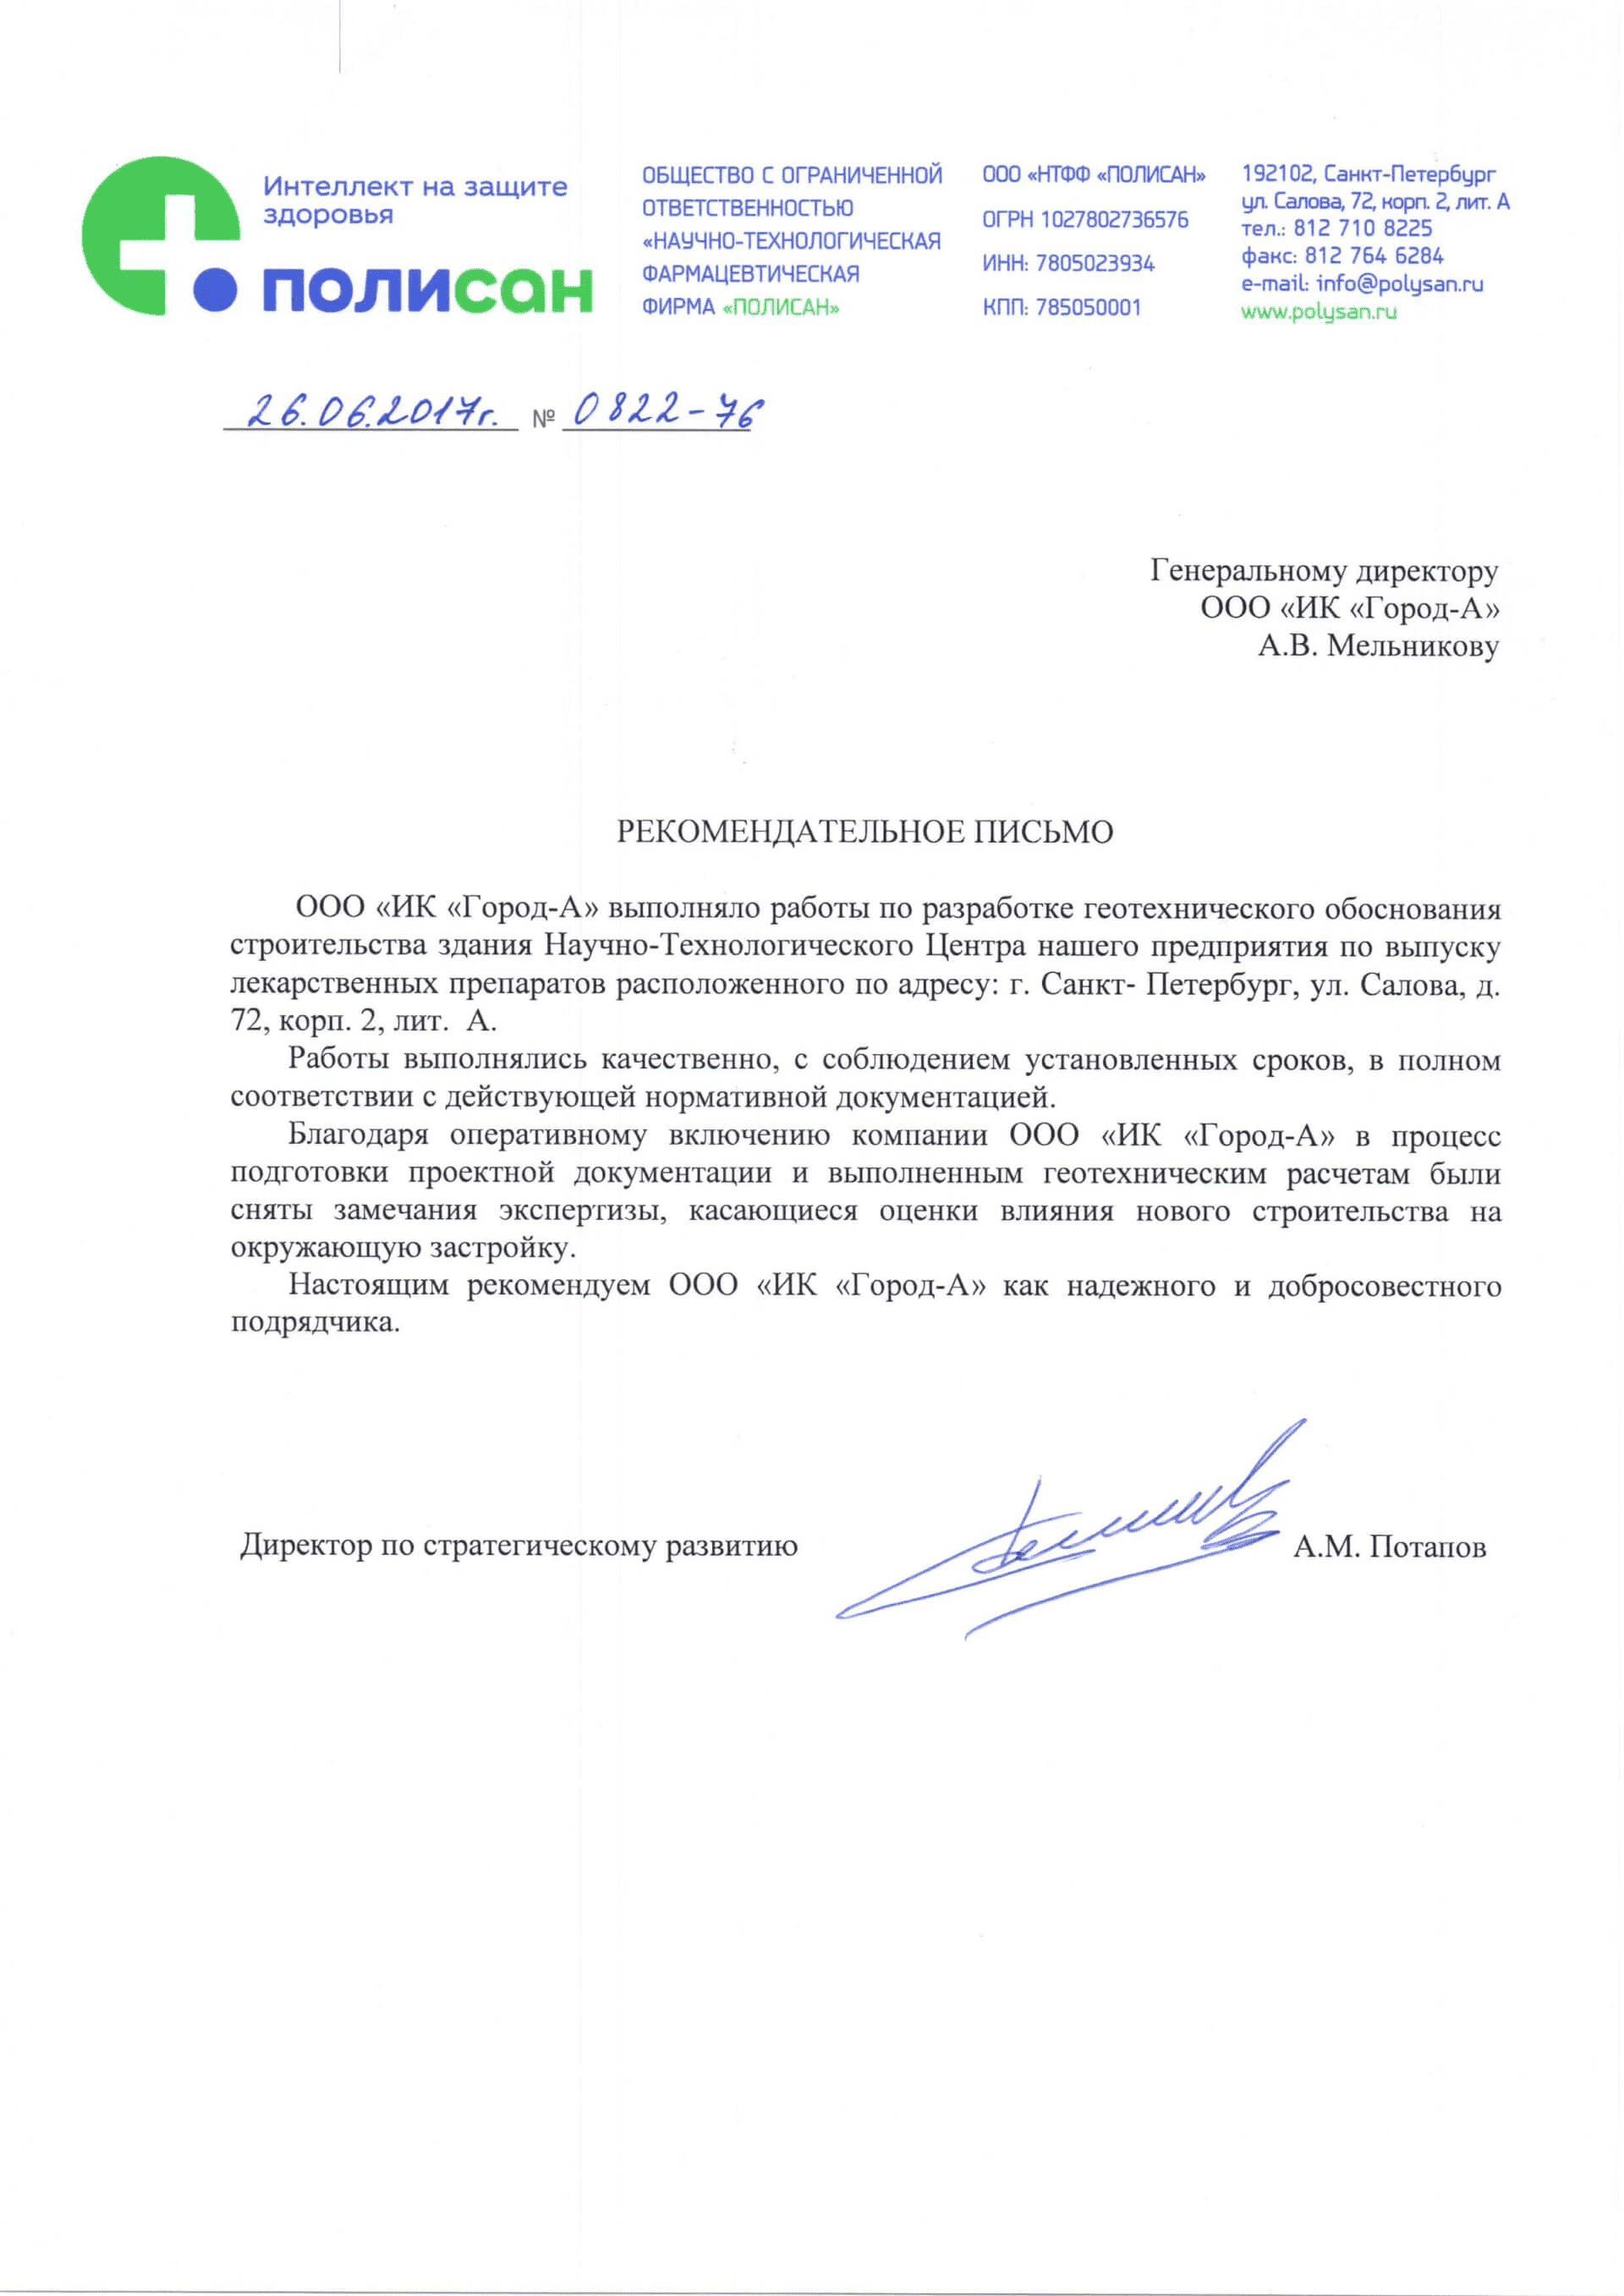 Интеллект на защите
здоровья
полисан
ОБЩЕСТВО С ОГРАНИЧЕННОЙ
ОТВЕТСТВЕННОСТЬЮ
«НАУЧНО-ТЕХНОЛОГИЧЕСКАЯ
ФАРМАЦЕВТИЧЕСКАЯ
ФИРМА «ПОЛИСАН»
ООО «НТФФ «ПОЛИСАН»
ОГРН 1027802736576
ИНН: 7805023934
КПП: 785050001
192102, Санкт-Петербург
ул. Салова, 72, корп. 2, лит. А
тел.: 812 710 8225
факс: 812 764 6284
e-mail: info@polysan.ru
www.polysan.ru
26.06.2017г. № 0822-76
Генеральному директору
ООО «ИК «Город-А»
А.В. Мельникову
РЕКОМЕНДАТЕЛЬНОЕ ПИСЬМО
ООО «ИК «Город-А» выполняло работы по разработке геотехнического обоснования
строительства здания Научно-Технологического Центра нашего предприятия по выпуску
лекарственных препаратов расположенного по адресу: г. Санкт- Петербург, ул. Салова, д.
72, корп. 2, лит. А.
Работы выполнялись качественно, с соблюдением установленных сроков, в полном
соответствии с действующей нормативной документацией.
Благодаря оперативному включению компании ООО «ИК «Город-А» в процесс
подготовки проектной документации и выполненным геотехническим расчетам были
сняты замечания экспертизы, касающиеся оценки влияния нового строительства на
окружающую застройку.
Настоящим рекомендуем ООО «ИК «Город-А» как надежного и добросовестного
подрядчика.
Директор по стратегическому развитию А.М. Потапов